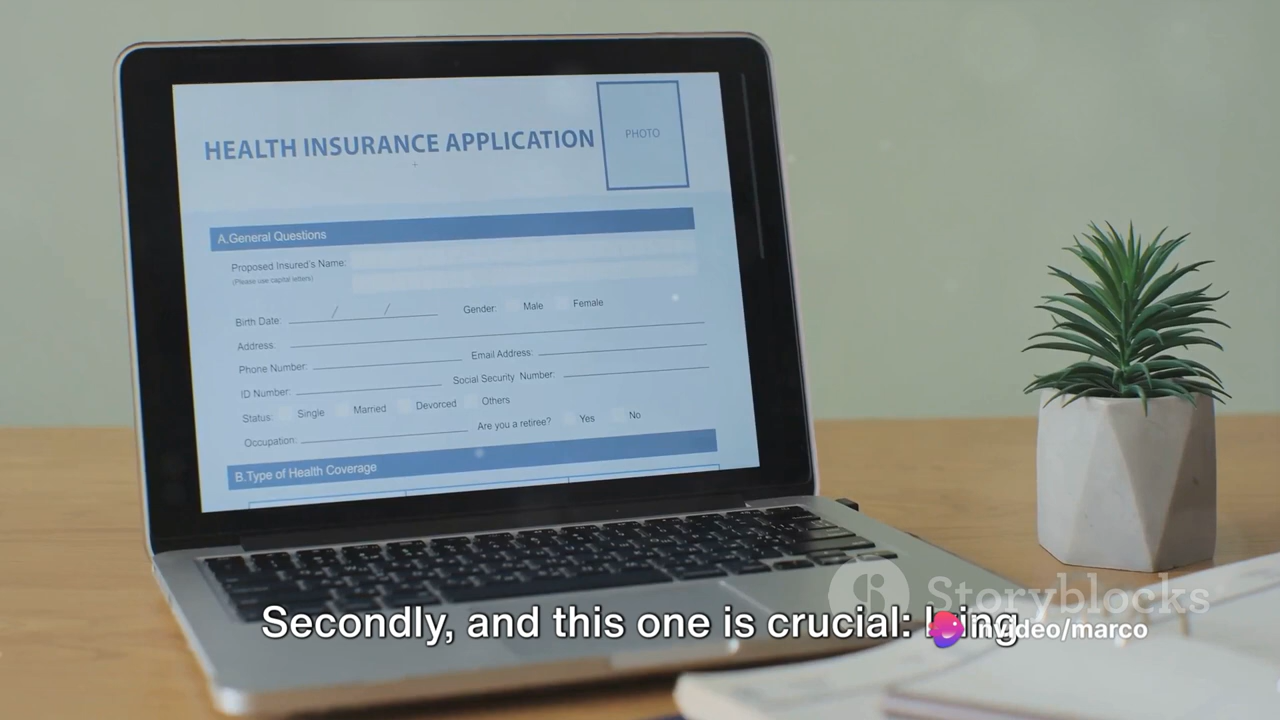 HEALTH INSURANCE APPLICATION
PHOTO
A.General Questions
Proposed Insured's Name:
(Please use capital letters)
Birth Date: / / Gender: Male Female
Address:
Phone Number: Email Address:
ID Number: Social Security Number:
Status: Single Married Devorced Others
Occupation: Are you a retiree? Yes No
B.Type of Health Coverage
Storyblocks
Secondly, and this one is crucial:
invideo/marco